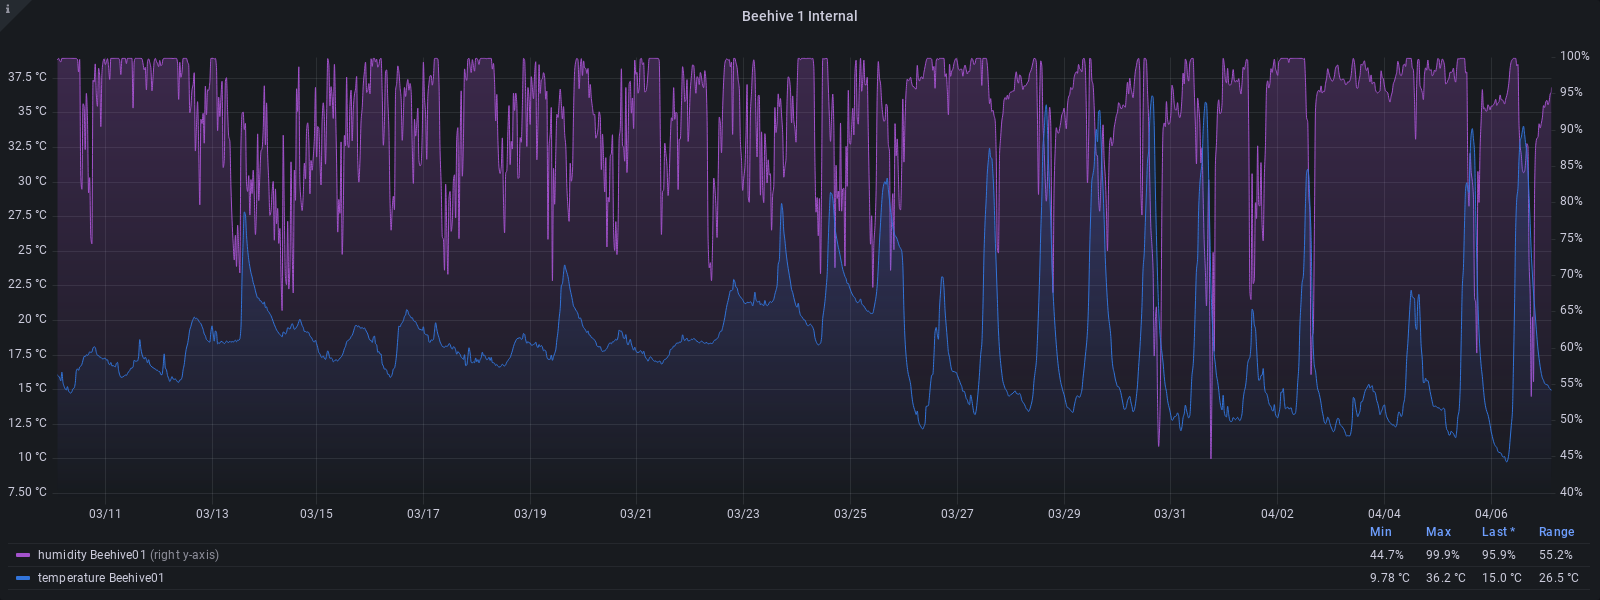 i
Beehive 1 Internal
37.5 °C
35 °C
32.5 °C
30 °C
27.5 °C
25 °C
22.5 °C
20 °C
17.5 °C
15 °C
12.5 °C
10 °C
7.50 °C
100%
95%
90%
85%
80%
75%
70%
65%
60%
55%
50%
45%
40%
03/11 03/13 03/15 03/17 03/19 03/21 03/23 03/25 03/27 03/29 03/31 04/02 04/04 04/06
Min Max Last * Range
humidity Beehive01 (right y-axis) 44.7% 99.9% 95.9% 55.2%
temperature Beehive01 9.78 °C 36.2 °C 15.0 °C 26.5 °C